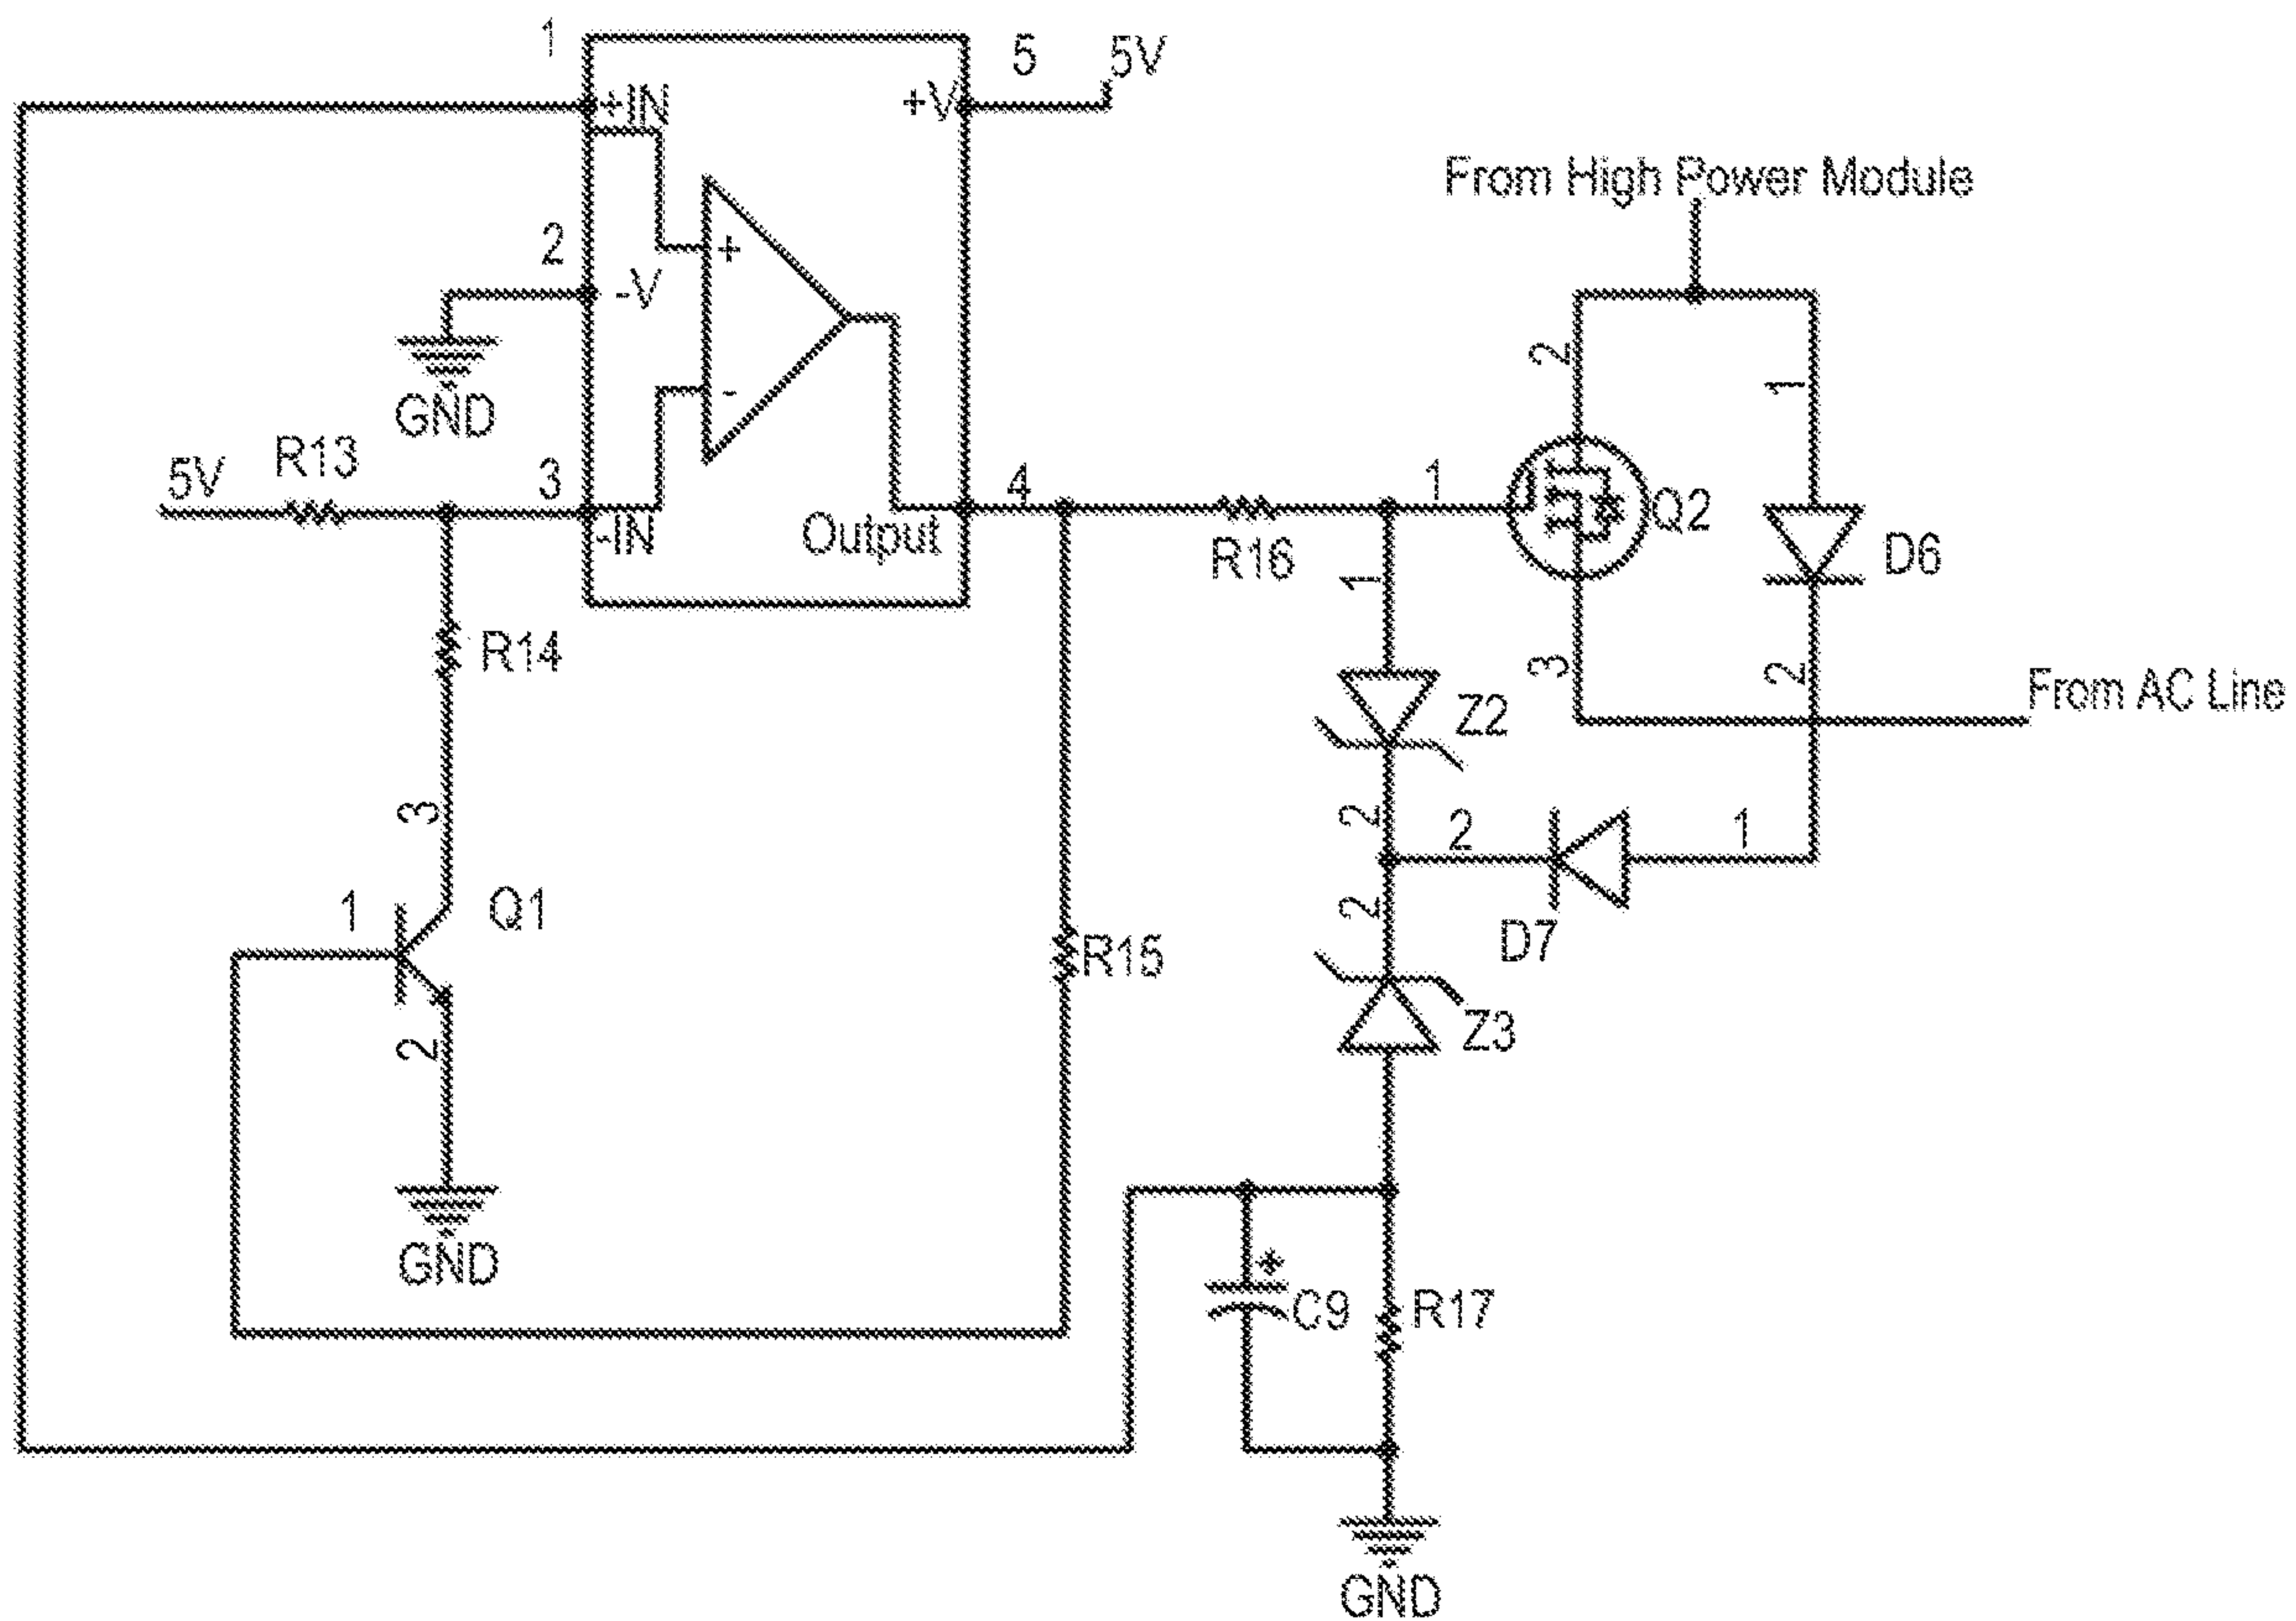 1
5
5V
+IN
+V
From High Power Module
2
-V
+
2
1
GND
-
R13
5V
3
4
1
Q2
-IN
Output
R16
D6
R14
1
3
2
From AC Line
Z2
3
2
2
1
1
Q1
2
D7
R15
2
Z3
GND
C9
R17
GND